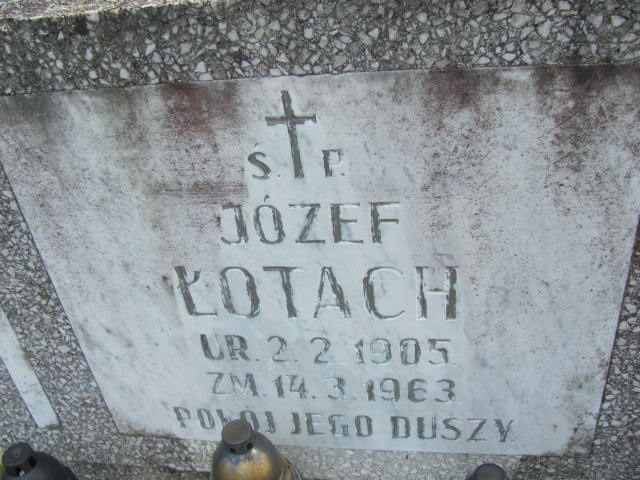 Ś. P.
JÓZEF
ŁOTACH
UR. 2. 2. 1905.
ZM. 14. 3. 1963.
POKÓJ JEGO DUSZY